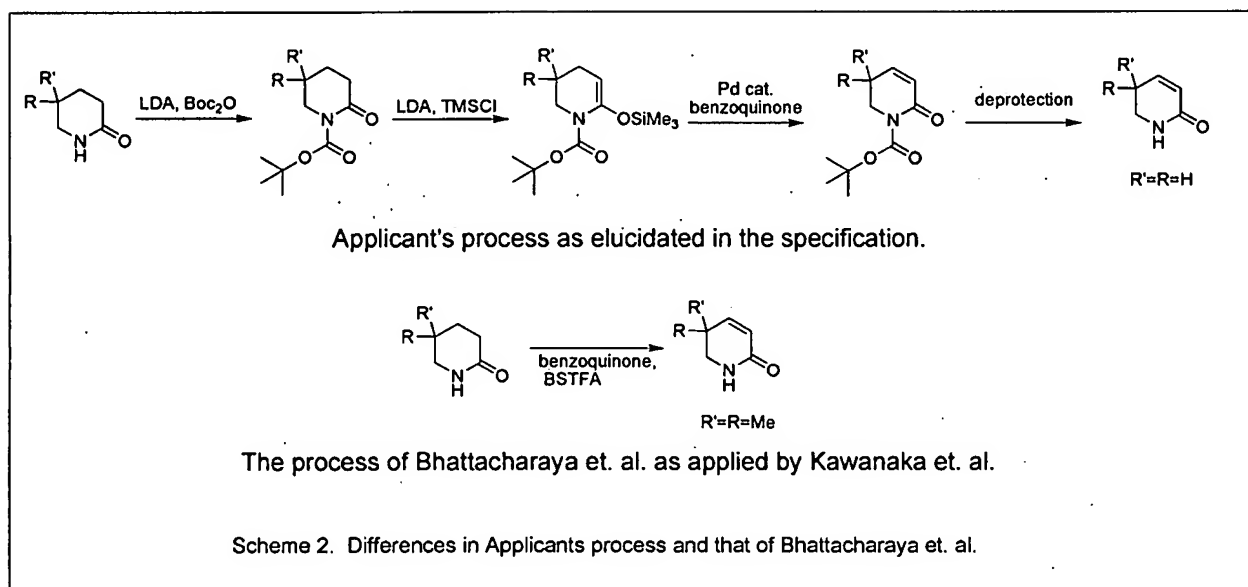 R' R N H O
LDA, Boc₂O
R' R N O O O
LDA, TMSCl
R' R N OSiMe₃ O O
Pd cat.
benzoquinone
R' R N O O O
deprotection
R' R N H O
R'=R=H
Applicant's process as elucidated in the specification.
R' R N H O
benzoquinone,
BSTFA
R' R N H O
R'=R=Me
The process of Bhattacharaya et. al. as applied by Kawanaka et. al.
Scheme 2. Differences in Applicants process and that of Bhattacharaya et. al.